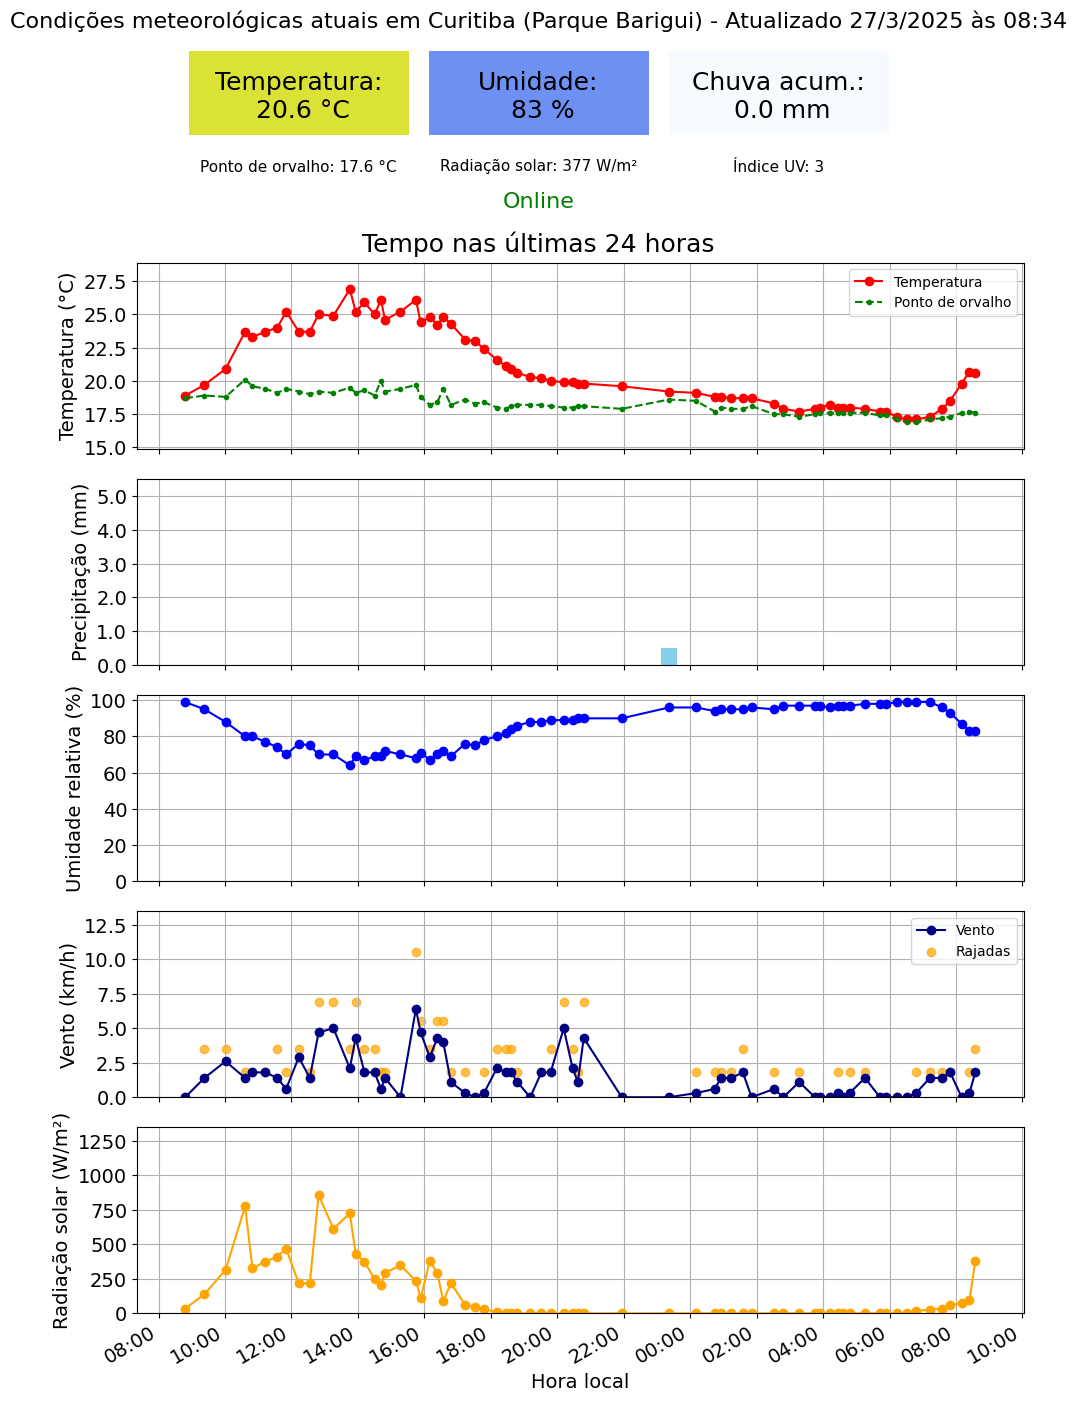 Condições meteorológicas atuais em Curitiba (Parque Barigui) - Atualizado 27/3/2025 às 08:34
Temperatura:
20.6 °C
Umidade:
83 %
Chuva acum.:
0.0 mm
Ponto de orvalho: 17.6 °C
Radiação solar: 377 W/m²
Índice UV: 3
Online
Tempo nas últimas 24 horas
Temperatura (°C)
27.5
25.0
22.5
20.0
17.5
15.0
Temperatura
Ponto de orvalho
Precipitação (mm)
5.0
4.0
3.0
2.0
1.0
0.0
Umidade relativa (%)
100
80
60
40
20
0
Vento (km/h)
12.5
10.0
7.5
5.0
2.5
0.0
Vento
Rajadas
Radiação solar (W/m²)
1250
1000
750
500
250
0
08:00
10:00
12:00
14:00
16:00
18:00
20:00
22:00
00:00
02:00
04:00
06:00
08:00
10:00
Hora local